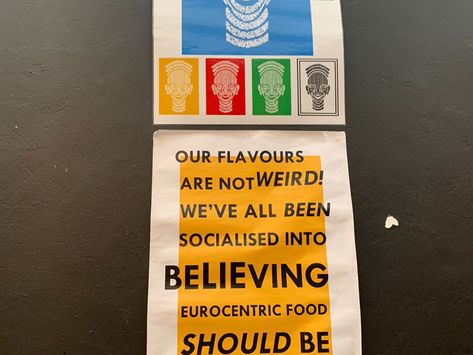 OUR FLAVOURS
ARE NOT WEIRD!
WE'VE ALL BEEN
SOCIALISED INTO
BELIEVING
EUROCENTRIC FOOD
SHOULD BE